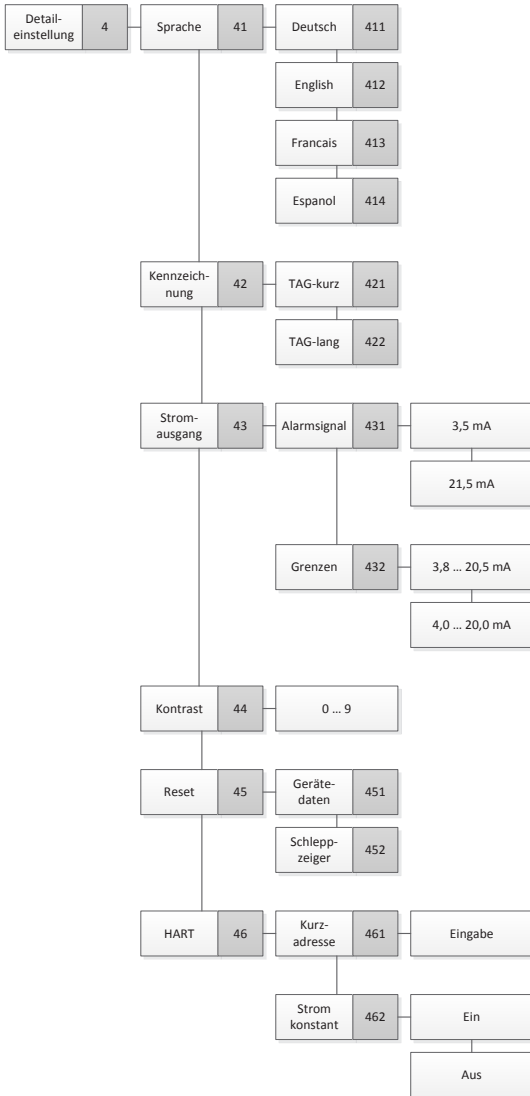 Detail-
einstellung
4
Sprache
41
Deutsch
411
English
412
Francais
413
Espanol
414
Kennzeich-
nung
42
TAG-kurz
421
TAG-lang
422
Strom-
ausgang
43
Alarmsignal
431
3,5 mA
21,5 mA
Grenzen
432
3,8 ... 20,5 mA
4,0 ... 20,0 mA
Kontrast
44
0 ... 9
Reset
45
Geräte-
daten
451
Schlepp-
zeiger
452
HART
46
Kurz-
adresse
461
Eingabe
Strom
konstant
462
Ein
Aus